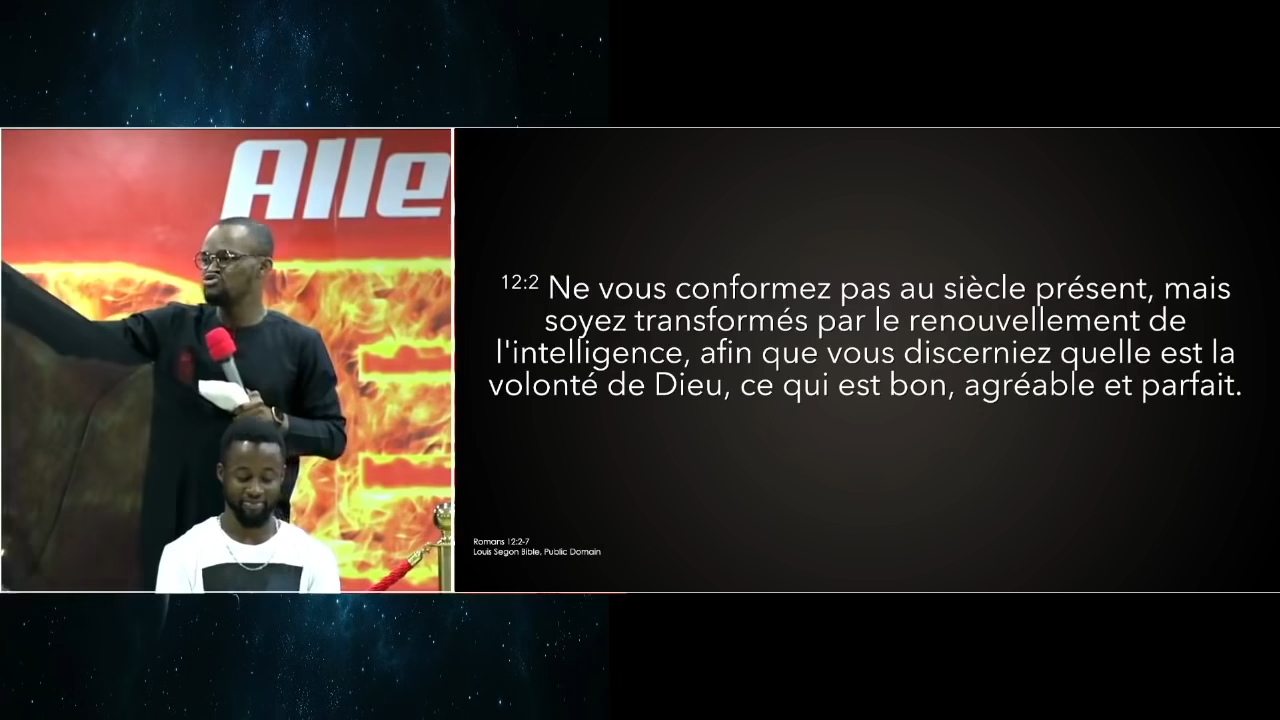 Alle
12:2 Ne vous conformez pas au siècle présent, mais
soyez transformés par le renouvellement de
l'intelligence, afin que vous discerniez quelle est la
volonté de Dieu, ce qui est bon, agréable et parfait.
Romans 12:2-7
Louis Segon Bible, Public Domain